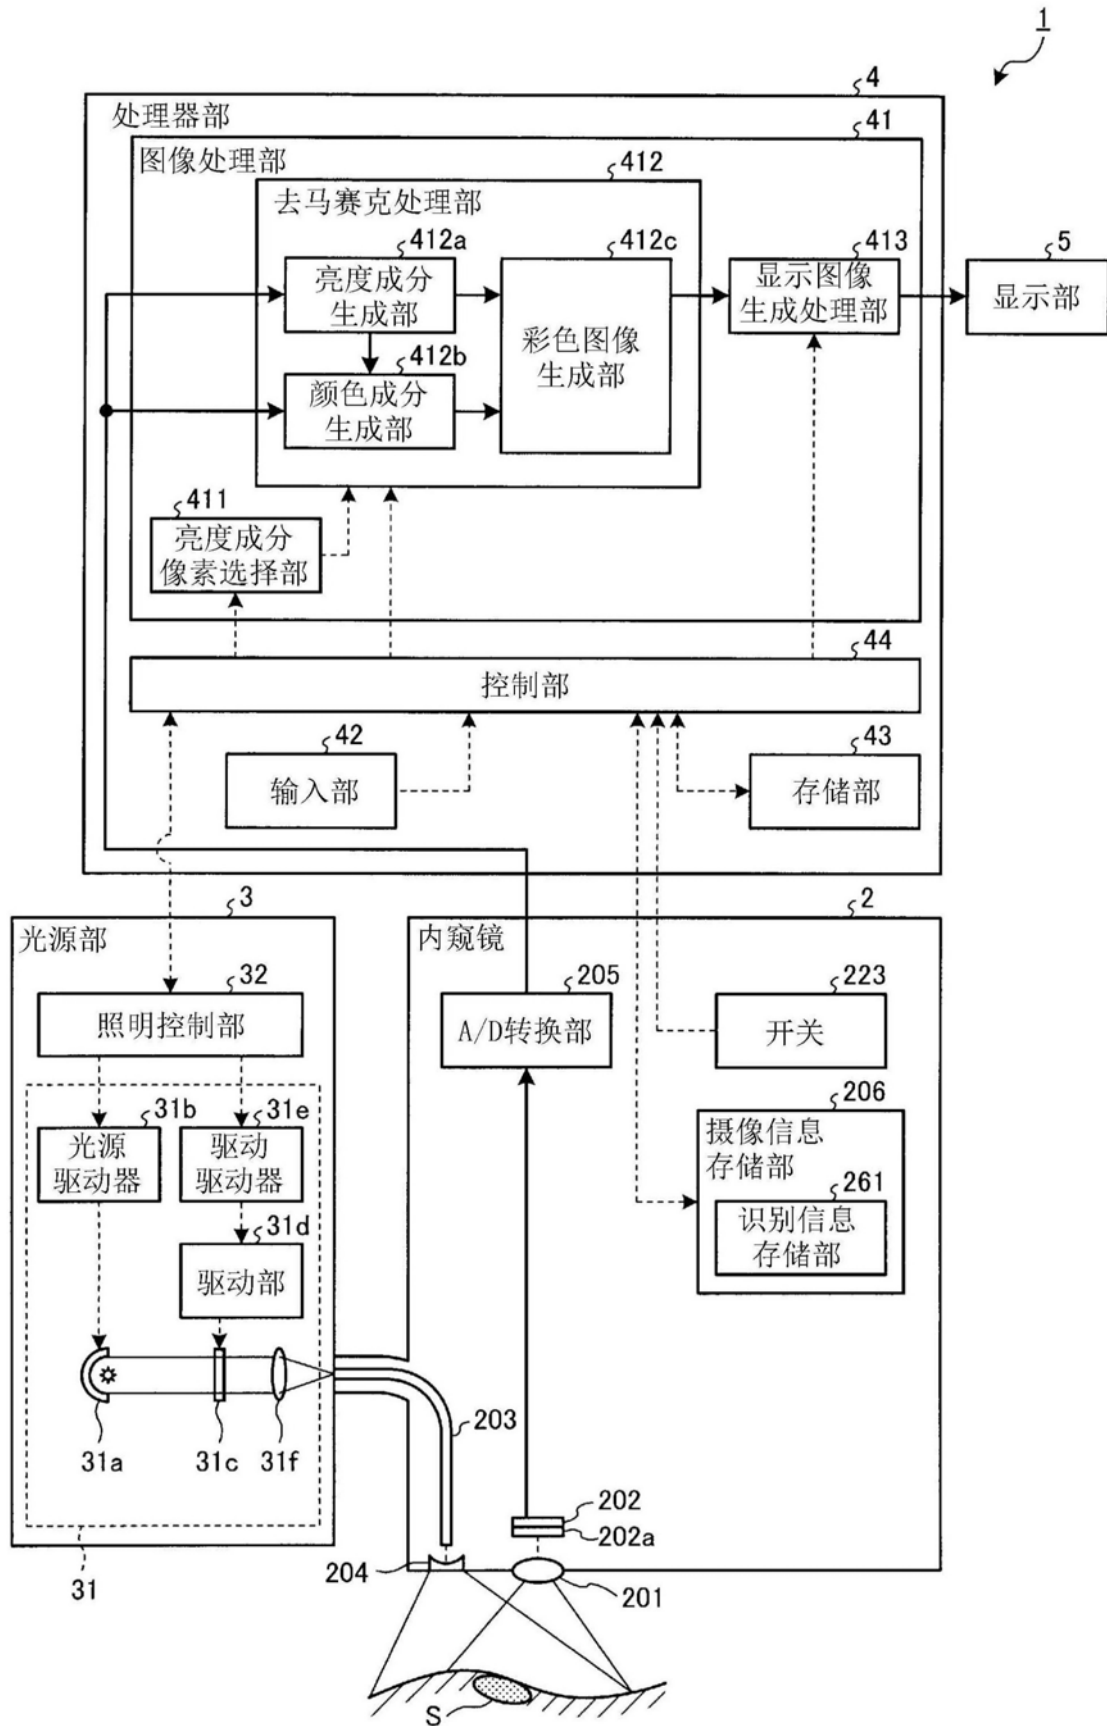 1
4
处理器部
41
图像处理部
412
去马赛克处理部
412a
亮度成分
生成部
412b
颜色成分
生成部
412c
彩色图像
生成部
413
显示图像
生成处理部
5
显示部
411
亮度成分
像素选择部
44
控制部
42
输入部
43
存储部
3
光源部
32
照明控制部
31b
光源
驱动器
31e
驱动
驱动器
31d
驱动部
31a
31c
31f
31
2
内窥镜
205
A/D转换部
223
开关
206
摄像信息
存储部
261
识别信息
存储部
203
202
202a
204
201
S